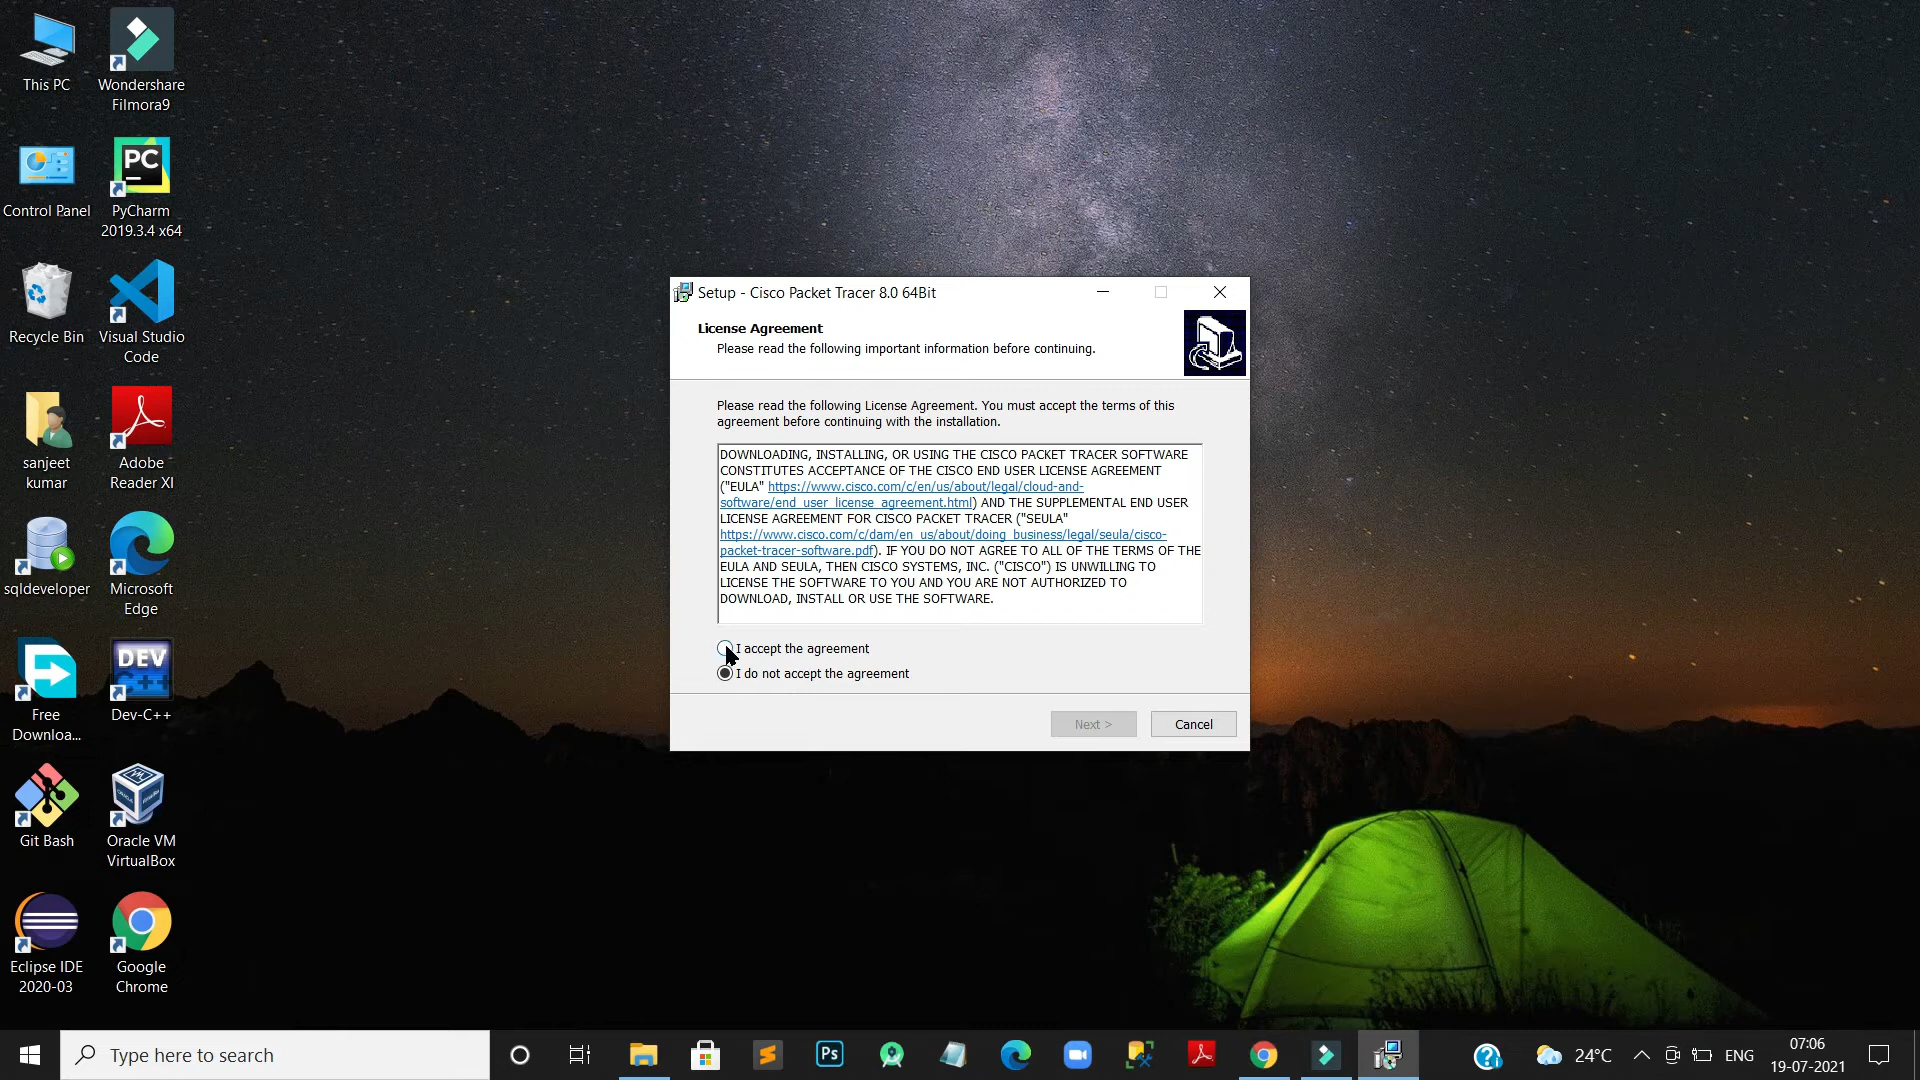 This PC
Wondershare
Filmora9
Control Panel
PC
PyCharm
2019.3.4 x64
Recycle Bin
Visual Studio
Code
sanjeet
kumar
Adobe
Reader XI
sqldeveloper
Microsoft
Edge
Free
Downloa...
DEV
C++
Dev-C++
Git Bash
Oracle VM
VirtualBox
Eclipse IDE
2020-03
Google
Chrome
Setup - Cisco Packet Tracer 8.0 64Bit
License Agreement
Please read the following important information before continuing.
Please read the following License Agreement. You must accept the terms of this
agreement before continuing with the installation.
DOWNLOADING, INSTALLING, OR USING THE CISCO PACKET TRACER SOFTWARE
CONSTITUTES ACCEPTANCE OF THE CISCO END USER LICENSE AGREEMENT
("EULA" https://www.cisco.com/c/en/us/about/legal/cloud-and-
software/end_user_license_agreement.html) AND THE SUPPLEMENTAL END USER
LICENSE AGREEMENT FOR CISCO PACKET TRACER ("SEULA"
https://www.cisco.com/c/dam/en_us/about/doing_business/legal/seula/cisco-
packet-tracer-software.pdf). IF YOU DO NOT AGREE TO ALL OF THE TERMS OF THE
EULA AND SEULA, THEN CISCO SYSTEMS, INC. ("CISCO") IS UNWILLING TO
LICENSE THE SOFTWARE TO YOU AND YOU ARE NOT AUTHORIZED TO
DOWNLOAD, INSTALL OR USE THE SOFTWARE.
I accept the agreement
I do not accept the agreement
Next >
Cancel
Type here to search
Ps
24°C
ENG
07:06
19-07-2021